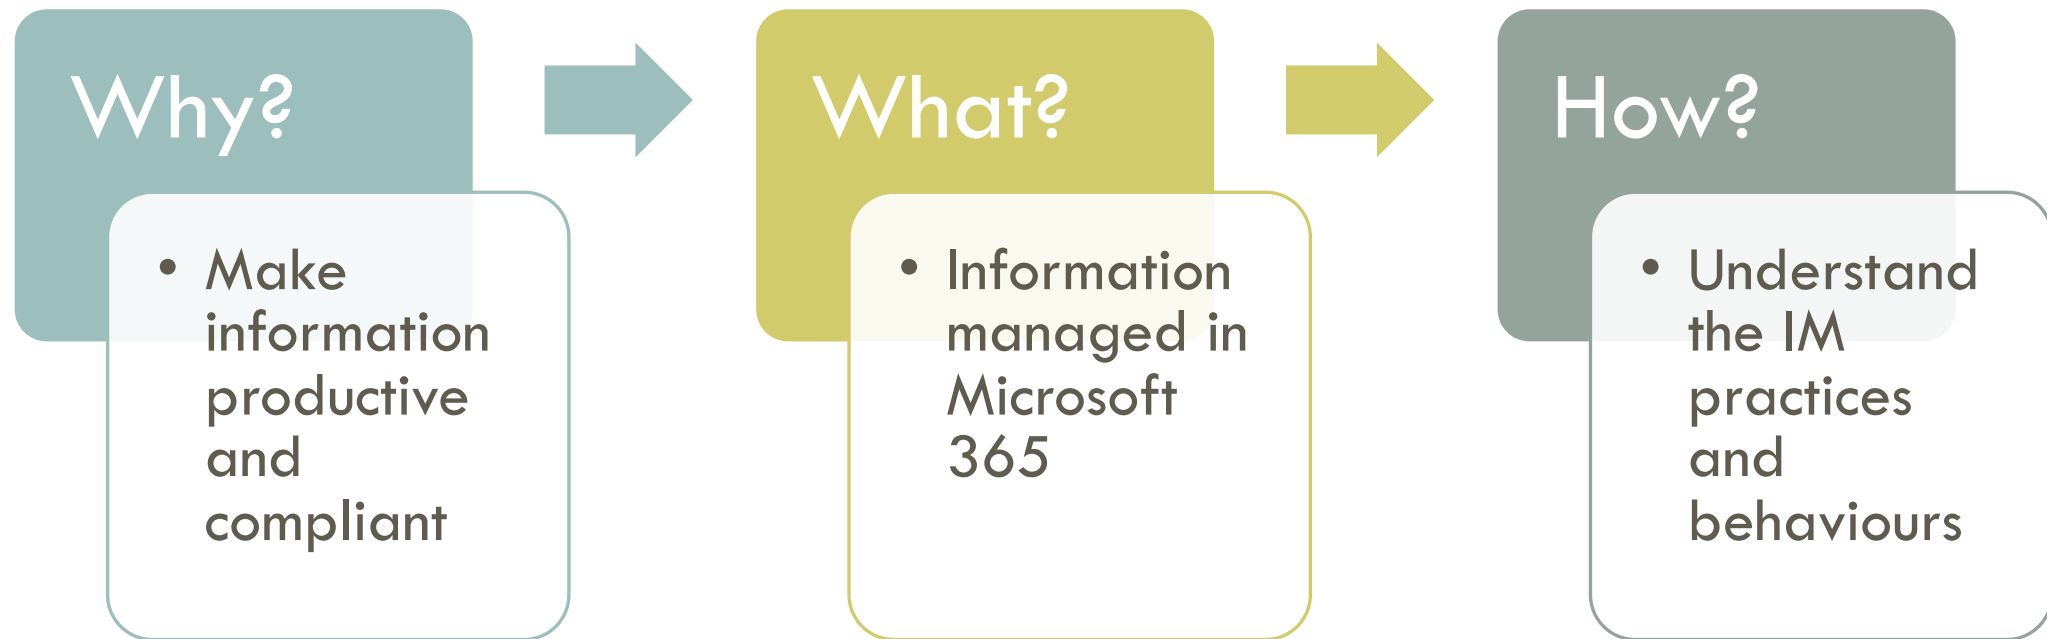 Why?
• Make
information
productive
and
compliant
What?
• Information
managed in
Microsoft
365
How?
• Understand
the IM
practices
and
behaviours